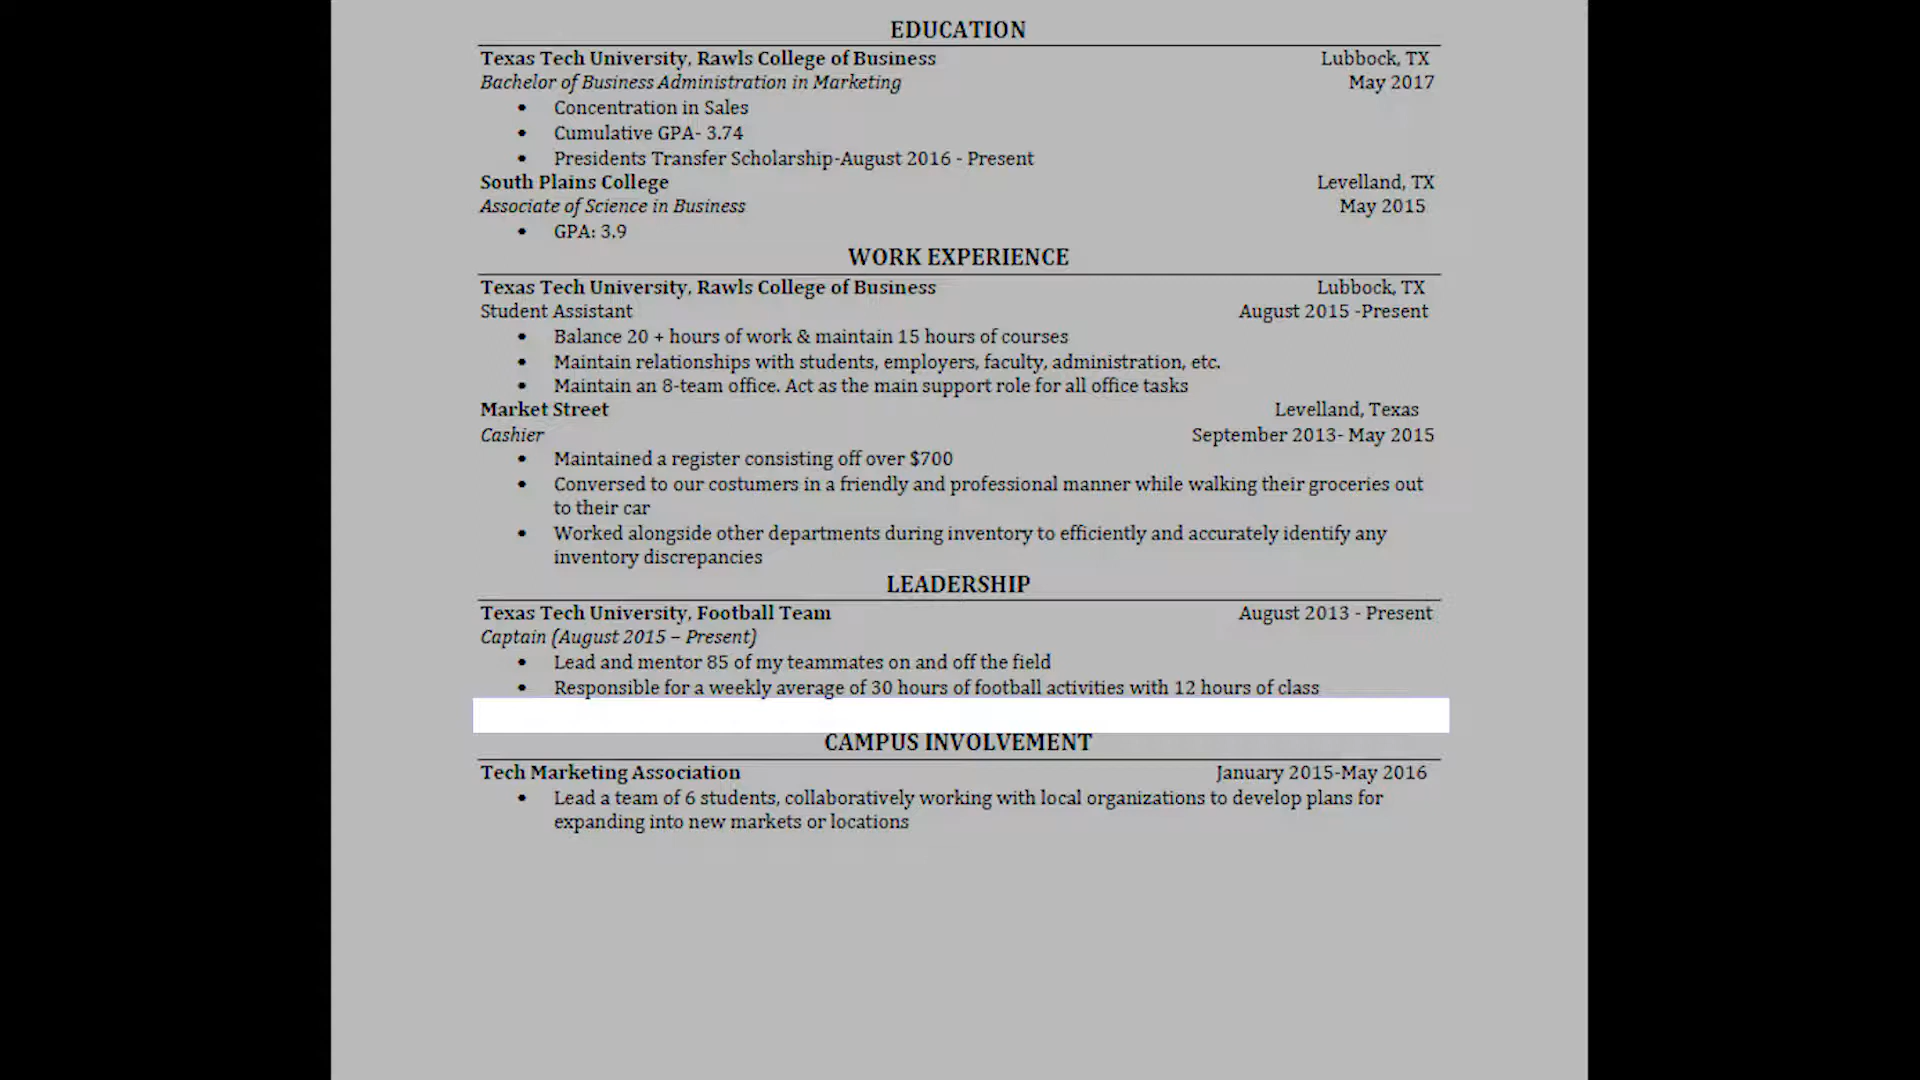 EDUCATION
Texas Tech University, Rawls College of Business Lubbock, TX
Bachelor of Business Administration in Marketing May 2017
• Concentration in Sales
• Cumulative GPA- 3.74
• Presidents Transfer Scholarship-August 2016 - Present
South Plains College Levelland, TX
Associate of Science in Business May 2015
• GPA: 3.9
WORK EXPERIENCE
Texas Tech University, Rawls College of Business Lubbock, TX
Student Assistant August 2015 -Present
• Balance 20 + hours of work & maintain 15 hours of courses
• Maintain relationships with students, employers, faculty, administration, etc.
• Maintain an 8-team office. Act as the main support role for all office tasks
Market Street Levelland, Texas
Cashier September 2013- May 2015
• Maintained a register consisting off over $700
• Conversed to our costumers in a friendly and professional manner while walking their groceries out
to their car
• Worked alongside other departments during inventory to efficiently and accurately identify any
inventory discrepancies
LEADERSHIP
Texas Tech University, Football Team August 2013 - Present
Captain (August 2015 – Present)
• Lead and mentor 85 of my teammates on and off the field
• Responsible for a weekly average of 30 hours of football activities with 12 hours of class
CAMPUS INVOLVEMENT
Tech Marketing Association January 2015-May 2016
• Lead a team of 6 students, collaboratively working with local organizations to develop plans for
expanding into new markets or locations